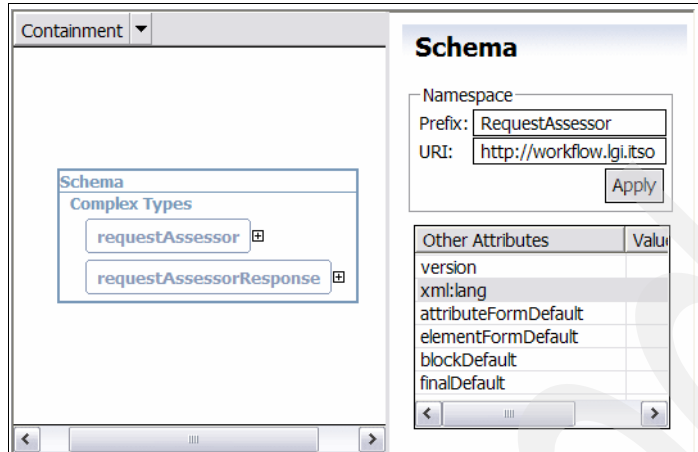 Containment
Schema
Complex Types
requestAssessor
requestAssessorResponse
Schema
Namespace
Prefix: RequestAssessor
URI: http://workflow.lgi.itso
Apply
Other Attributes
version
xml:lang
attributeFormDefault
elementFormDefault
blockDefault
finalDefault